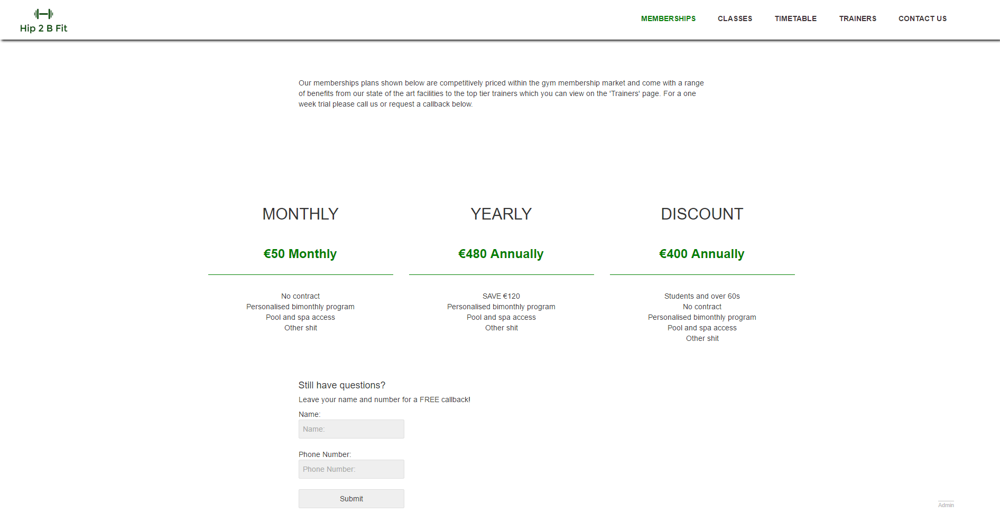 Hip 2 B Fit
MEMBERSHIPS
CLASSES
TIMETABLE
TRAINERS
CONTACT US
Our memberships plans shown below are competitively priced within the gym membership market and come with a range
of benefits from our state of the art facilities to the top tier trainers which you can view on the 'Trainers' page. For a one
week trial please call us or request a callback below.
MONTHLY
€50 Monthly
No contract
Personalised bimonthly program
Pool and spa access
Other shit
YEARLY
€480 Annually
SAVE €120
Personalised bimonthly program
Pool and spa access
Other shit
DISCOUNT
€400 Annually
Students and over 60s
No contract
Personalised bimonthly program
Pool and spa access
Other shit
Still have questions?
Leave your name and number for a FREE callback!
Name:
Name:
Phone Number:
Phone Number:
Submit
Admin